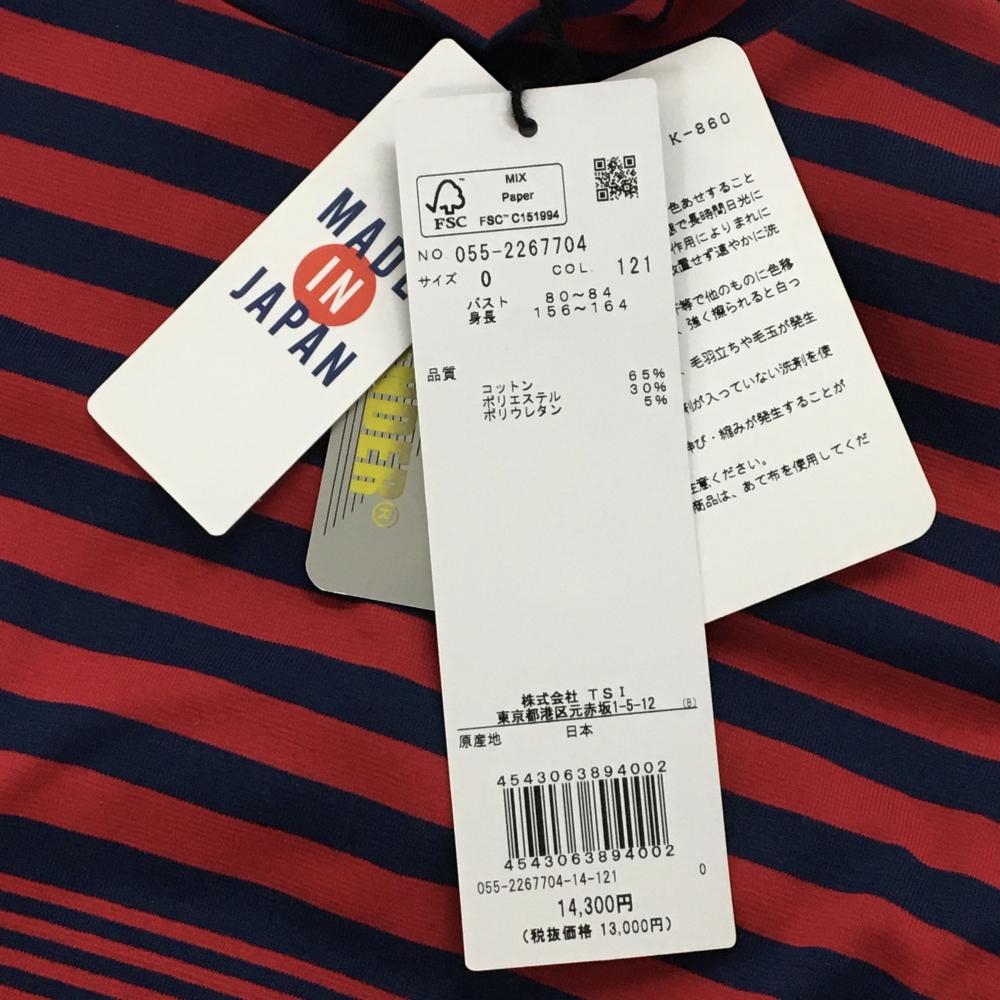 MADE
IN
JAPAN
MIX
Paper
FSC™ C151994
FSC
NO. 055-2267704
サイズ 0 COL. 121
バスト 80～84
身長 156～164
品質
コットン 65%
ポリエステル 30%
ポリウレタン 5%
株式会社 TSI
東京都港区元赤坂1-5-12 (B)
原産地 日本
4543063894002
4543063894002
055-2267704-14-121 0
14,300円
(税抜価格 13,000円)
K-860
色あせすること
で長時間日光に
作用によりまれに
放置せず速やかに洗
等で他のものに色移
、強く擦られると白っ
、毛羽立ちや毛玉が発生
剤が入っていない洗剤を使
伸び・縮みが発生することが
注意ください。
商品は、あて布を使用してくだ